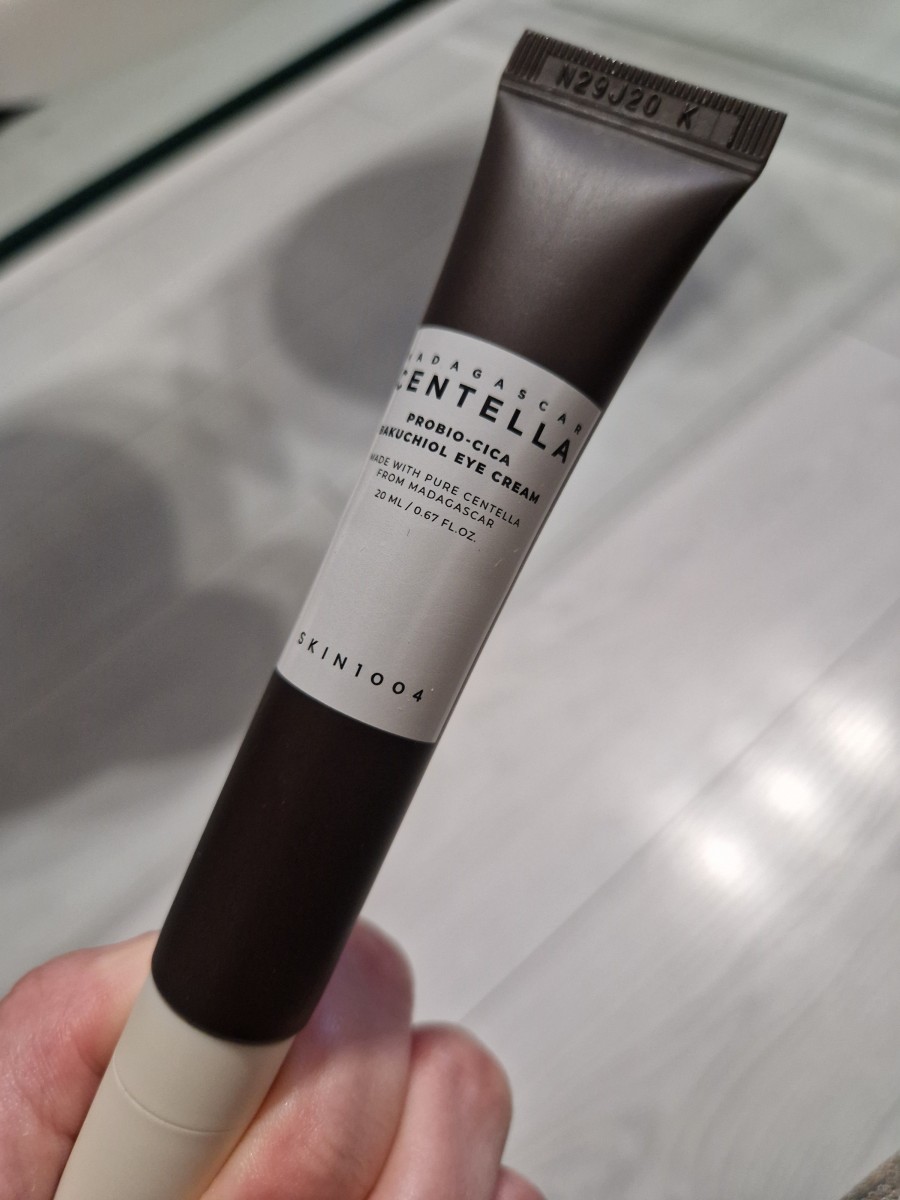 N29J20 K
MADAGASCAR
CENTELLA
PROBIO-CICA
BAKUCHIOL EYE CREAM
MADE WITH PURE CENTELLA
FROM MADAGASCAR
20 ML / 0.67 FL.OZ.
SKIN1004